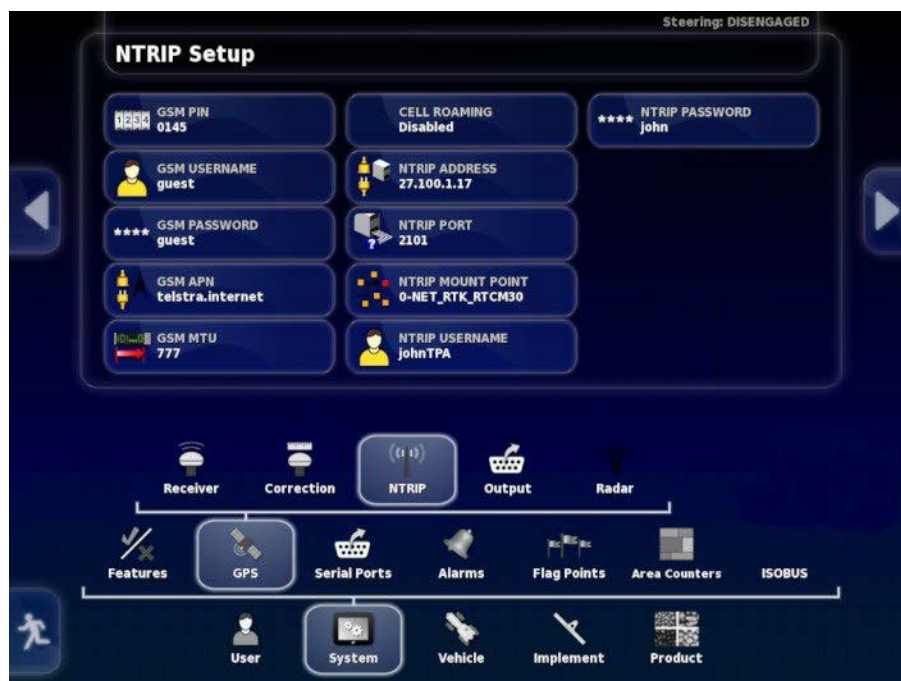 Steering: DISENGAGED
NTRIP Setup
GSM PIN
0145
CELL ROAMING
Disabled
**** NTRIP PASSWORD
john
GSM USERNAME
guest
NTRIP ADDRESS
27.100.1.17
**** GSM PASSWORD
guest
NTRIP PORT
2101
GSM APN
telstra.internet
NTRIP MOUNT POINT
0-NET_RTK_RTCM30
GSM MTU
777
NTRIP USERNAME
johnTPA
Receiver
Correction
NTRIP
Output
Radar
Features
GPS
Serial Ports
Alarms
Flag Points
Area Counters
ISOBUS
User
System
Vehicle
Implement
Product